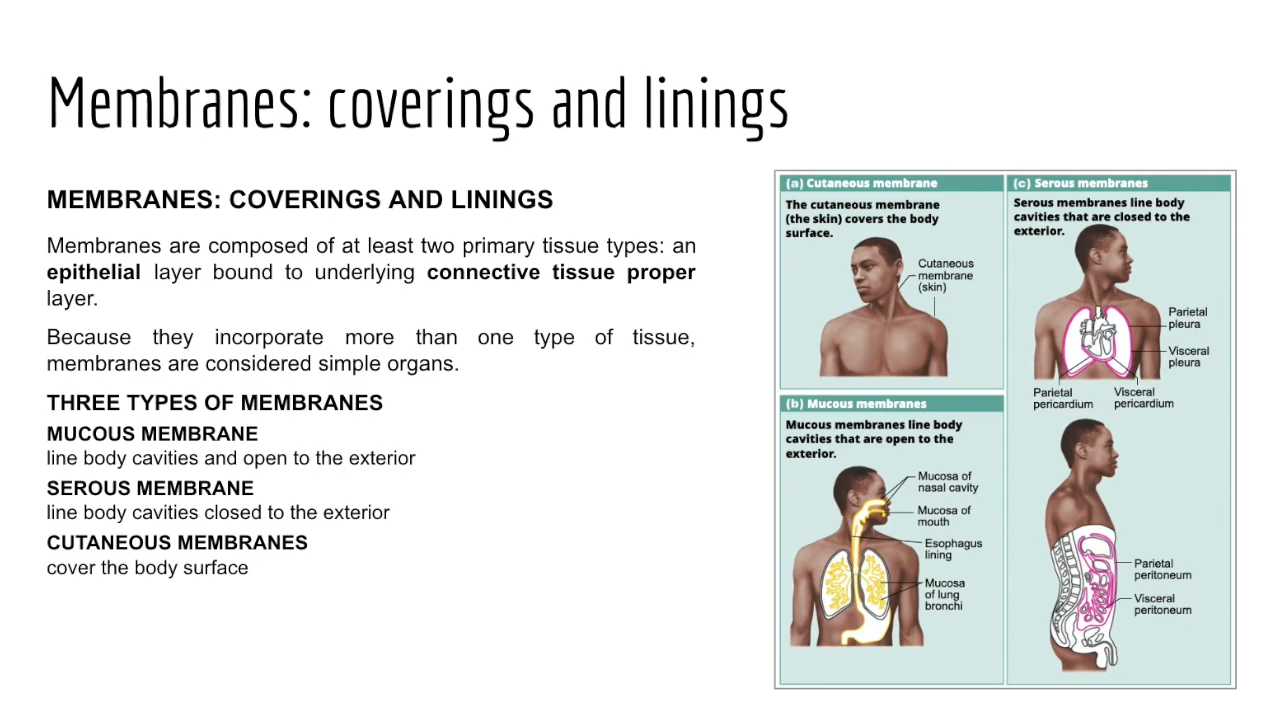 Membranes: coverings and linings
MEMBRANES: COVERINGS AND LININGS
Membranes are composed of at least two primary tissue types: an
epithelial layer bound to underlying connective tissue proper
layer.
Because they incorporate more than one type of tissue,
membranes are considered simple organs.
THREE TYPES OF MEMBRANES
MUCOUS MEMBRANE
line body cavities and open to the exterior
SEROUS MEMBRANE
line body cavities closed to the exterior
CUTANEOUS MEMBRANES
cover the body surface
(a) Cutaneous membrane
The cutaneous membrane
(the skin) covers the body
surface.
Cutaneous
membrane
(skin)
(b) Mucous membranes
Mucous membranes line body
cavities that are open to the
exterior.
Mucosa of
nasal cavity
Mucosa of
mouth
Esophagus
lining
Mucosa
of lung
bronchi
(c) Serous membranes
Serous membranes line body
cavities that are closed to the
exterior.
Parietal
pleura
Visceral
pleura
Parietal
pericardium
Visceral
pericardium
Parietal
peritoneum
Visceral
peritoneum